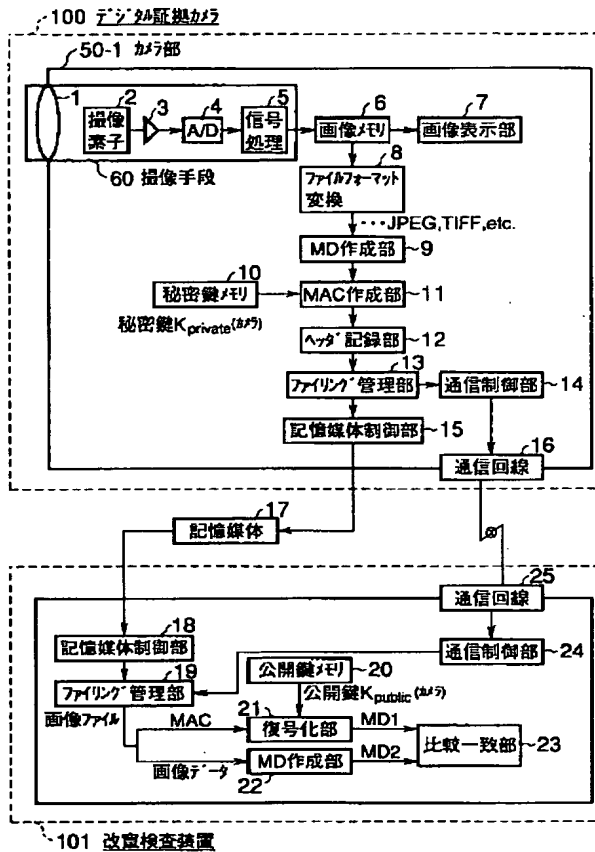 100 デジタル証拠カメラ
50-1 カメラ部
1
2
撮像
素子
3
4
A/D
5
信号
処理
6
画像メモリ
7
画像表示部
60 撮像手段
8
ファイルフォーマット
変換
・・・JPEG,TIFF,etc.
MD作成部
9
10
秘密鍵メモリ
MAC作成部
11
秘密鍵Kprivate(カメラ)
ヘッダ記録部
12
13
ファイリング管理部
通信制御部
14
記憶媒体制御部
15
16
通信回線
17
記憶媒体
25
通信回線
18
記憶媒体制御部
通信制御部
24
19
ファイリング管理部
公開鍵メモリ
20
公開鍵Kpublic(カメラ)
画像ファイル
MAC
21
復号化部
MD1
比較一致部
23
画像データ
MD作成部
22
MD2
101 改竄検査装置